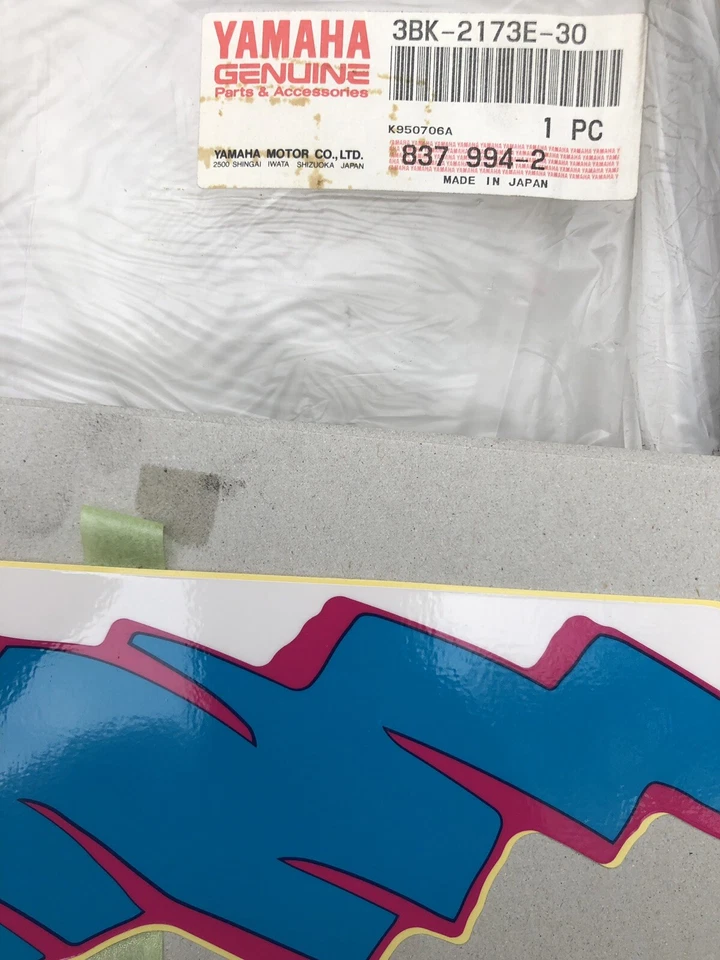 YAMAHA
GENUINE
Parts & Accessories
3BK-2173E-30
K950706A
1 PC
YAMAHA MOTOR CO., LTD.
2500 SHINGAI IWATA SHIZUOKA JAPAN
837 994-2
MADE IN JAPAN